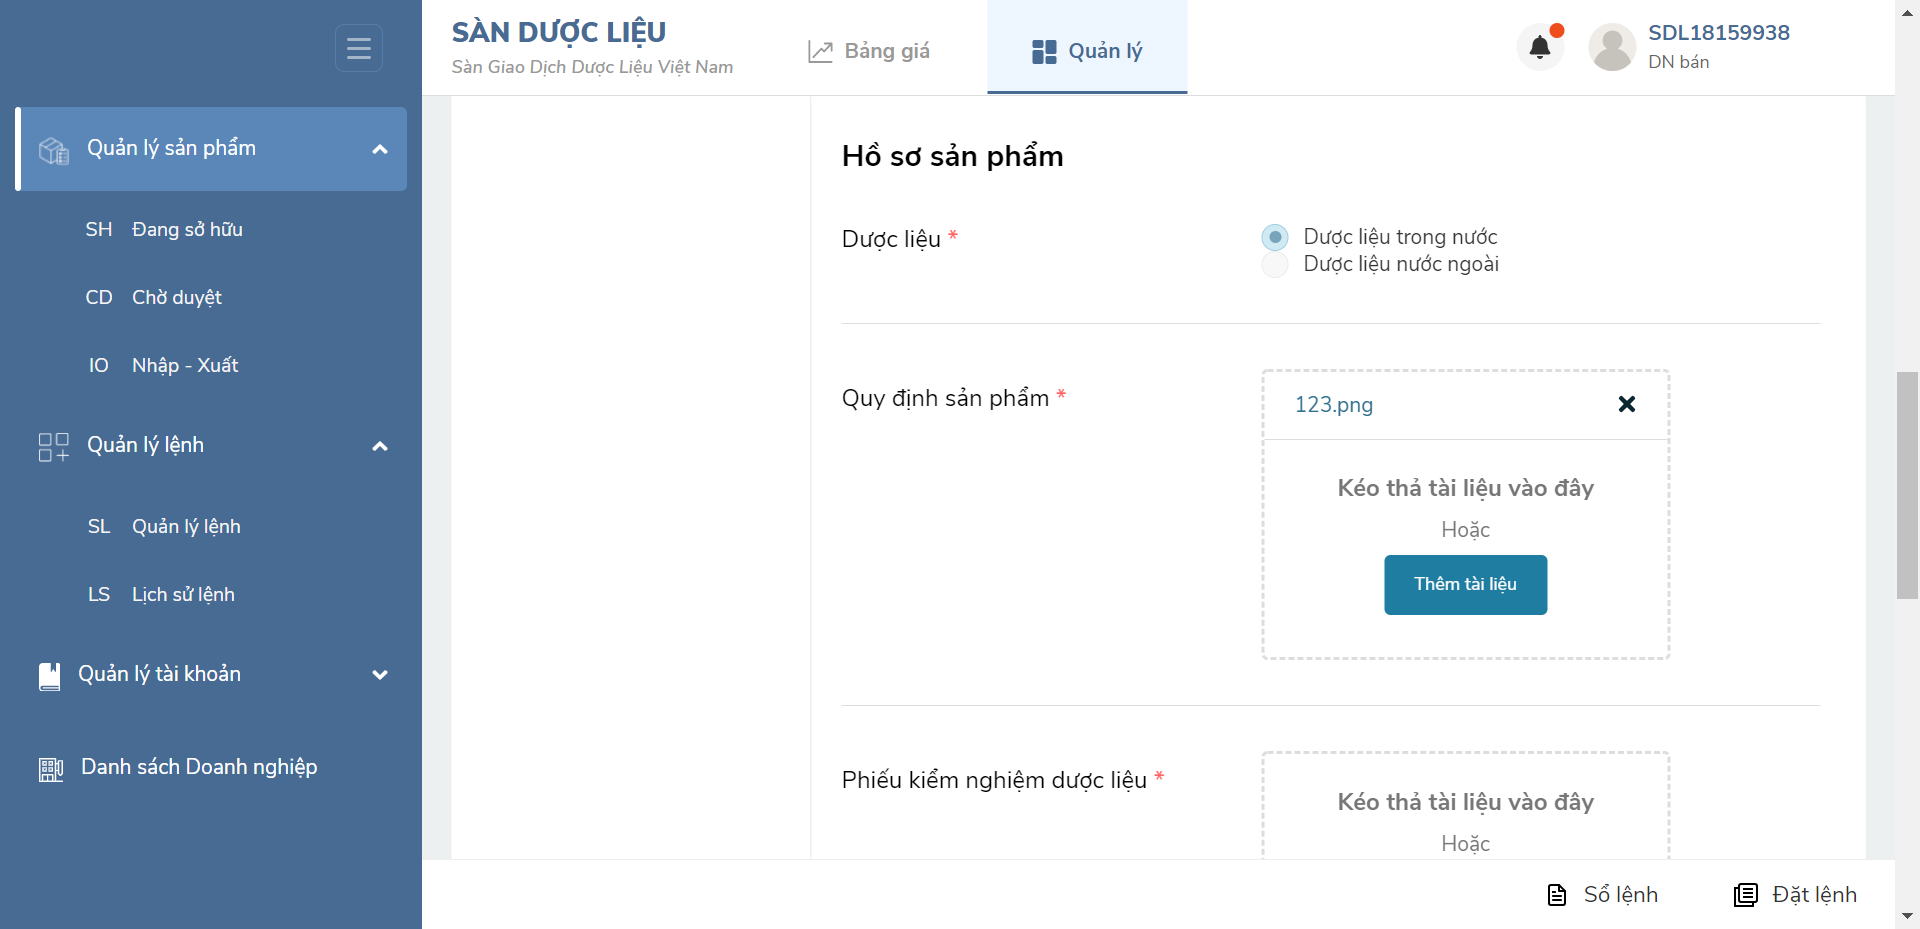 SÀN DƯỢC LIỆU
Sàn Giao Dịch Dược Liệu Việt Nam
Bảng giá
Quản lý
SDL18159938
DN bán
Quản lý sản phẩm
SH Đang sở hữu
CD Chờ duyệt
IO Nhập - Xuất
Quản lý lệnh
SL Quản lý lệnh
LS Lịch sử lệnh
Quản lý tài khoản
Danh sách Doanh nghiệp
Hồ sơ sản phẩm
Dược liệu *
Dược liệu trong nước
Dược liệu nước ngoài
Quy định sản phẩm *
123.png
Kéo thả tài liệu vào đây
Hoặc
Thêm tài liệu
Phiếu kiểm nghiệm dược liệu *
Kéo thả tài liệu vào đây
Hoặc
Sổ lệnh
Đặt lệnh